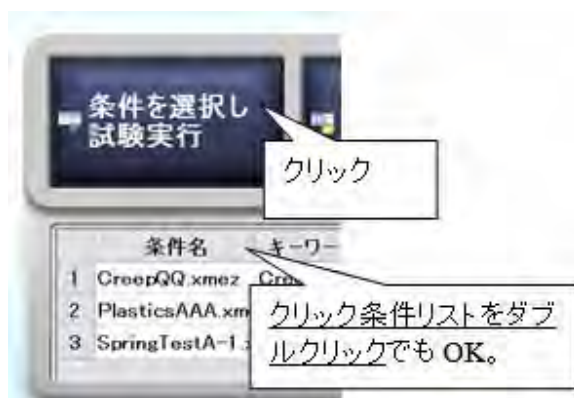 条件を選択し
試験実行
クリック
条件名 キーワー
1 CreepQQ.xmez
2 PlasticsAAA.xm
3 SpringTestA-1.
クリック条件リストをダブ
ルクリックでも OK。